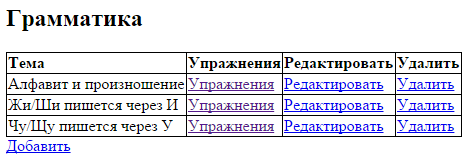 Грамматика
Тема Упражнения Редактировать Удалить
Алфавит и произношение Упражнения Редактировать Удалить
Жи/Ши пишется через И Упражнения Редактировать Удалить
Чу/Щу пишется через У Упражнения Редактировать Удалить
Добавить